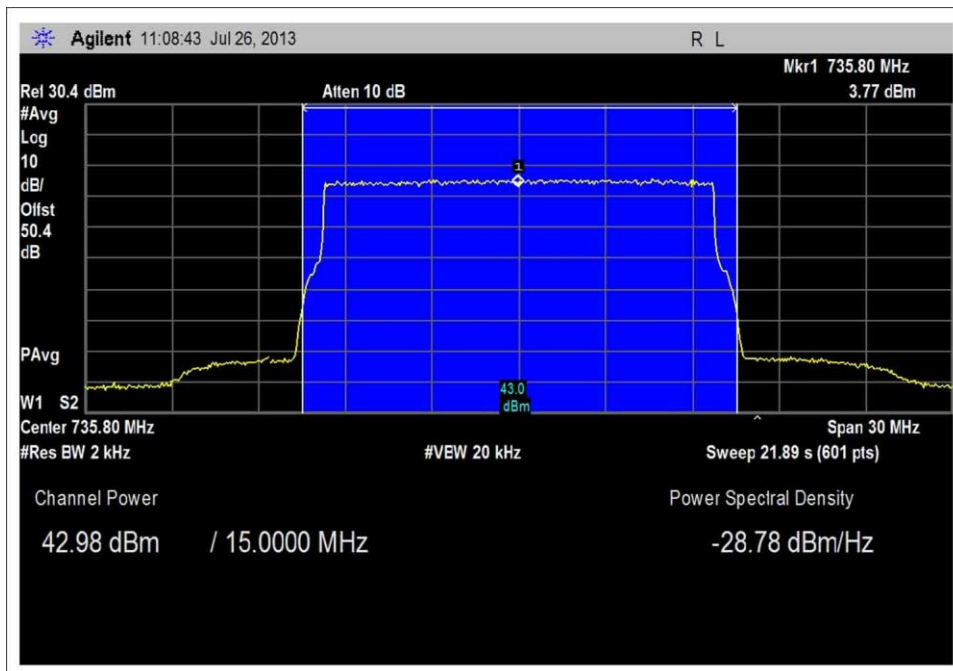 Agilent 11:08:43 Jul 26, 2013 R L
Mkr1 735.80 MHz
Ref 30.4 dBm Atten 10 dB 3.77 dBm
#Avg
Log
10
dB/
Offst
50.4
dB
1
PAvg
43.0
dBm
W1 S2
Center 735.80 MHz Span 30 MHz
#Res BW 2 kHz #VBW 20 kHz Sweep 21.89 s (601 pts)
Channel Power Power Spectral Density
42.98 dBm / 15.0000 MHz -28.78 dBm/Hz